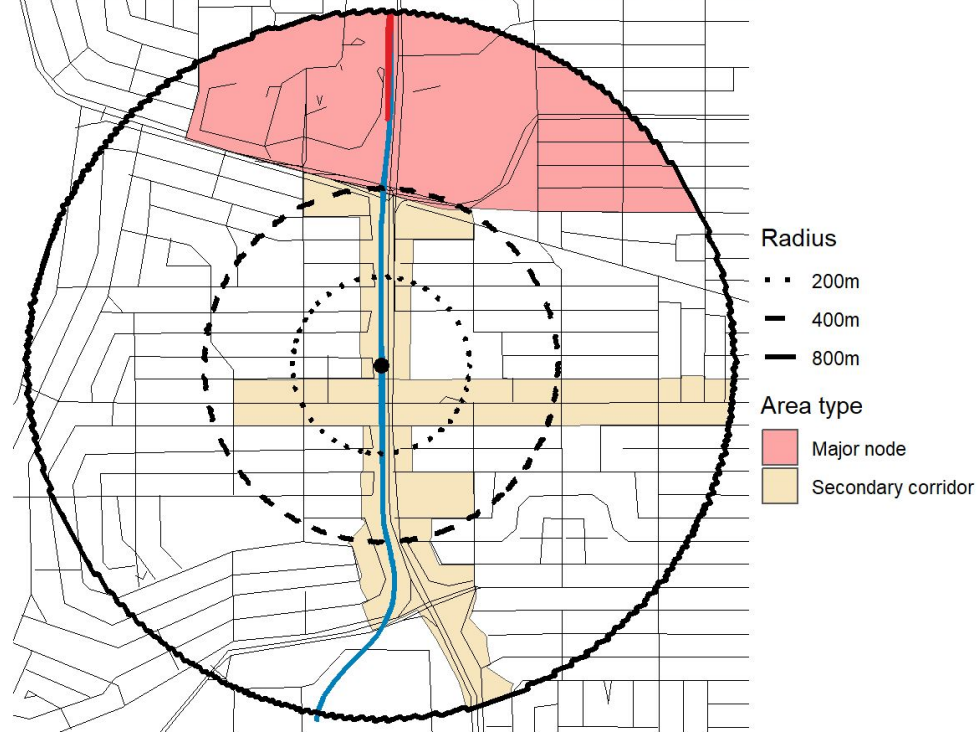 Radius
200m
400m
800m
Area type
Major node
Secondary corridor